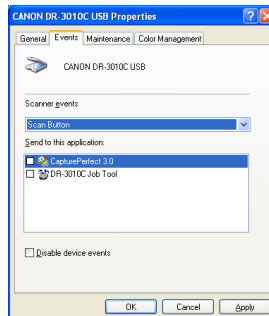 CANON DR-3010C USB Properties
General Events Maintenance Color Management
CANON DR-3010C USB
Scanner events
Scan Button
Send to this application:
CapturePerfect 3.0
DR-3010C Job Tool
Disable device events
OK Cancel Apply